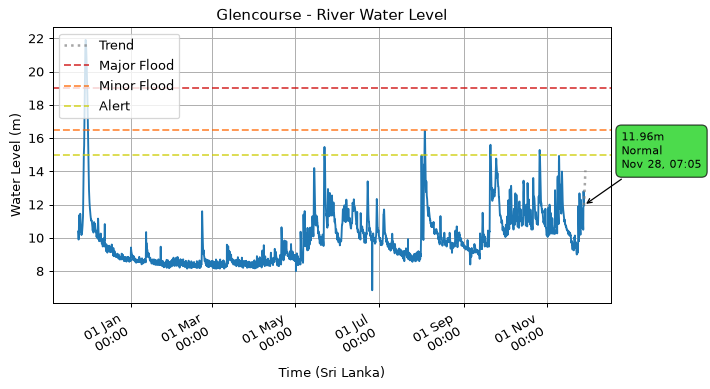 Glencourse - River Water Level
Trend
Major Flood
Minor Flood
Alert
11.96m
Normal
Nov 28, 07:05
Water Level (m)
22
20
18
16
14
12
10
8
01 Jan
00:00
01 Mar
00:00
01 May
00:00
01 Jul
00:00
01 Sep
00:00
01 Nov
00:00
Time (Sri Lanka)